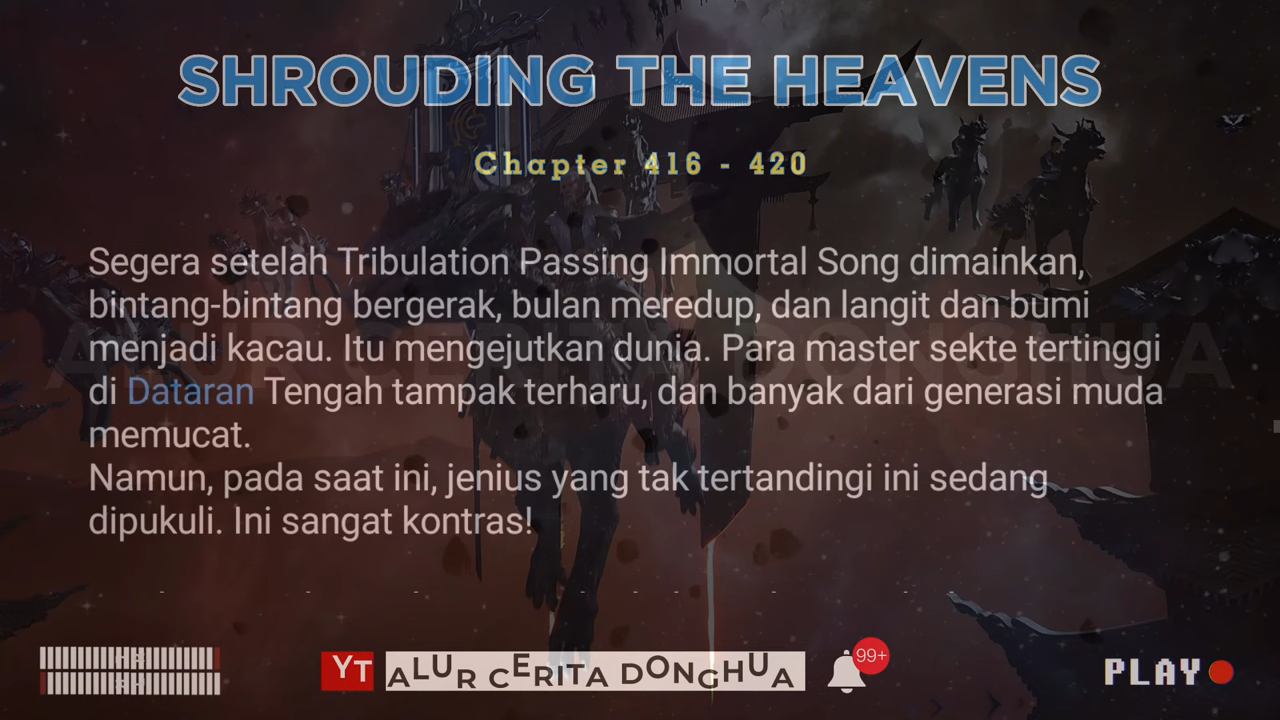 SHROUDING THE HEAVENS
Chapter 416 - 420
Segera setelah Tribulation Passing Immortal Song dimainkan,
bintang-bintang bergerak, bulan meredup, dan langit dan bumi
menjadi kacau. Itu mengejutkan dunia. Para master sekte tertinggi
di Dataran Tengah tampak terharu, dan banyak dari generasi muda
memucat.
Namun, pada saat ini, jenius yang tak tertandingi ini sedang
dipukuli. Ini sangat kontras!
ALUR CERITA DONGHUA
YT ALUR CERITA DONGHUA 99+
PLAY